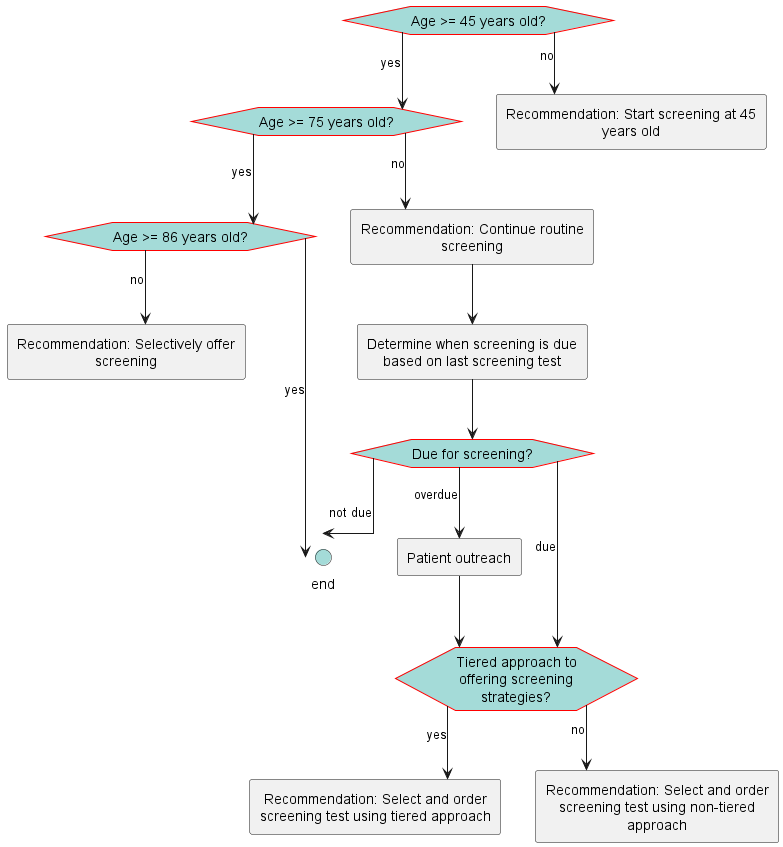 Age >= 45 years old?
yes
no
Age >= 75 years old?
Recommendation: Start screening at 45
years old
yes
no
Age >= 86 years old?
Recommendation: Continue routine
screening
no
Recommendation: Selectively offer
screening
Determine when screening is due
based on last screening test
yes
Due for screening?
not due
overdue
due
Patient outreach
end
Tiered approach to
offering screening
strategies?
yes
no
Recommendation: Select and order
screening test using tiered approach
Recommendation: Select and order
screening test using non-tiered
approach